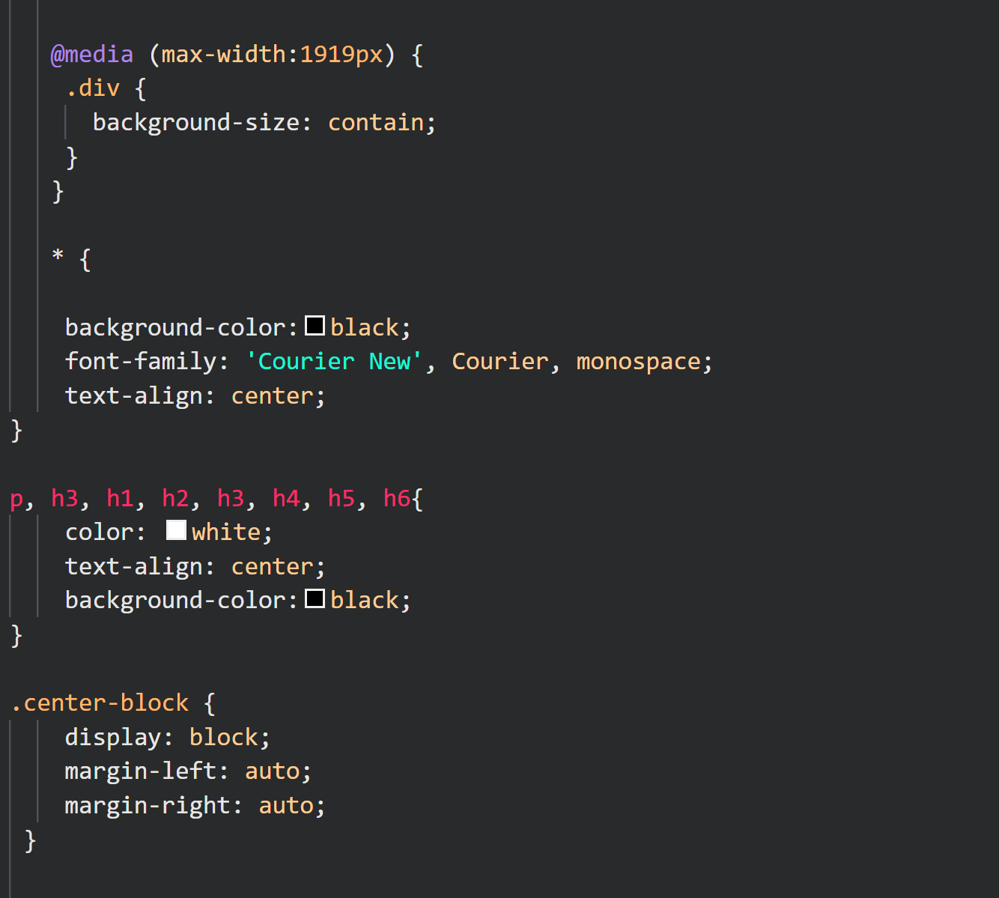 @media (max-width:1919px) {
.div {
background-size: contain;
}
}
* {
background-color: black;
font-family: 'Courier New', Courier, monospace;
text-align: center;
}
p, h3, h1, h2, h3, h4, h5, h6{
color: white;
text-align: center;
background-color: black;
}
.center-block {
display: block;
margin-left: auto;
margin-right: auto;
}